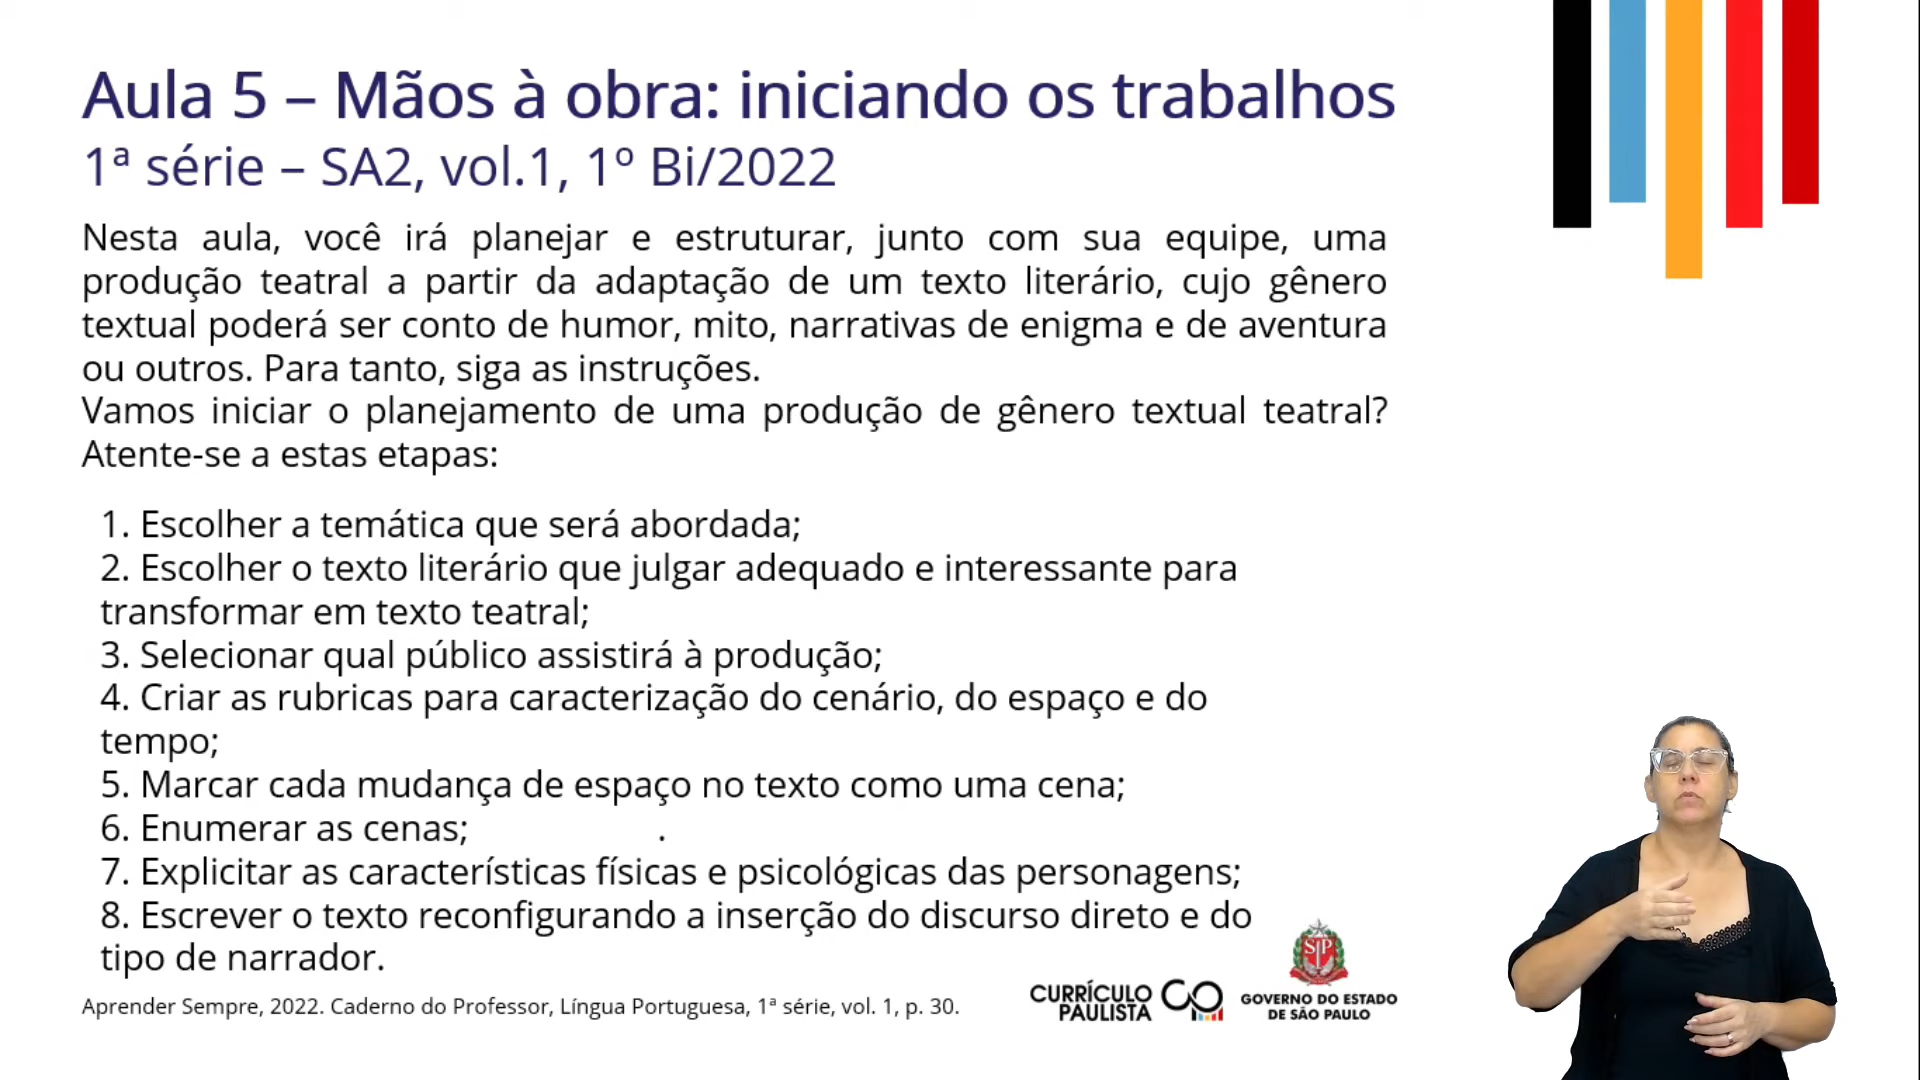 Aula 5 – Mãos à obra: iniciando os trabalhos
1ª série – SA2, vol.1, 1º Bi/2022
Nesta aula, você irá planejar e estruturar, junto com sua equipe, uma
produção teatral a partir da adaptação de um texto literário, cujo gênero
textual poderá ser conto de humor, mito, narrativas de enigma e de aventura
ou outros. Para tanto, siga as instruções.
Vamos iniciar o planejamento de uma produção de gênero textual teatral?
Atente-se a estas etapas:
1. Escolher a temática que será abordada;
2. Escolher o texto literário que julgar adequado e interessante para
transformar em texto teatral;
3. Selecionar qual público assistirá à produção;
4. Criar as rubricas para caracterização do cenário, do espaço e do
tempo;
5. Marcar cada mudança de espaço no texto como uma cena;
6. Enumerar as cenas; .
7. Explicitar as características físicas e psicológicas das personagens;
8. Escrever o texto reconfigurando a inserção do discurso direto e do
tipo de narrador.
Aprender Sempre, 2022. Caderno do Professor, Língua Portuguesa, 1ª série, vol. 1, p. 30.
CURRÍCULO
PAULISTA
SP
GOVERNO DO ESTADO
DE SÃO PAULO